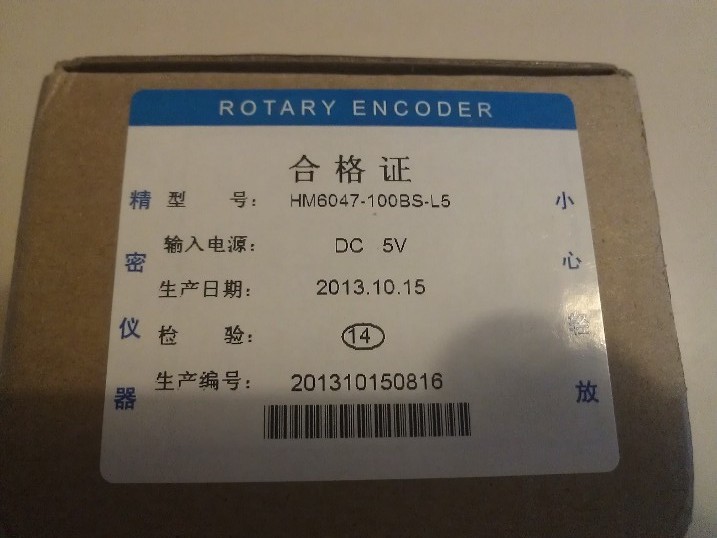 ROTARY ENCODER
合格证
型 号: HM6047-100BS-L5
输入电源: DC 5V
生产日期: 2013.10.15
检 验: 14
生产编号: 201310150816
精密仪器
小心轻放